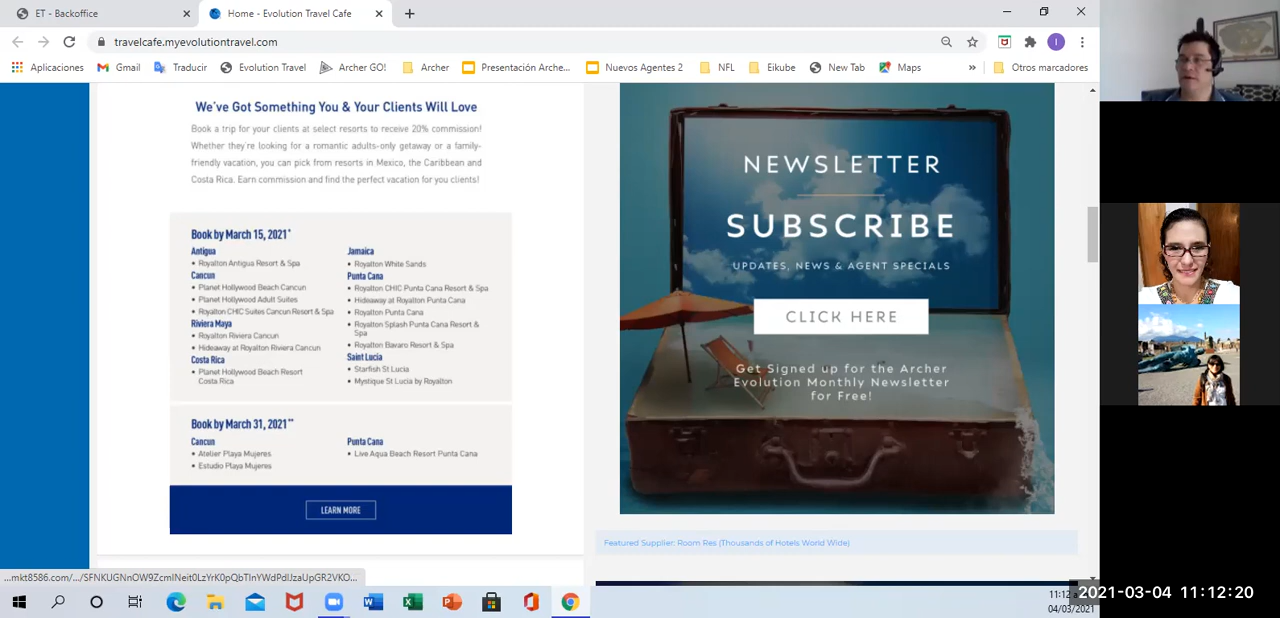 ET - Backoffice
Home - Evolution Travel Cafe
travelcafe.myevolutiontravel.com
Aplicaciones
Gmail
Traducir
Evolution Travel
Archer GO!
Archer
Presentación Arche...
Nuevos Agentes 2
NFL
Eikube
New Tab
Maps
»
Otros marcadores
We've Got Something You & Your Clients Will Love
Book a trip for your clients at select resorts to receive 20% commission!
Whether they're looking for a romantic adults-only getaway or a family-
friendly vacation, you can pick from resorts in Mexico, the Caribbean and
Costa Rica. Earn commission and find the perfect vacation for you clients!
Book by March 15, 2021*
Antigua
• Royalton Antigua Resort & Spa
Cancun
• Planet Hollywood Beach Cancun
• Planet Hollywood Adult Suites
• Royalton CHIC Suites Cancun Resort & Spa
Riviera Maya
• Royalton Riviera Cancun
• Hideaway at Royalton Riviera Cancun
Costa Rica
• Planet Hollywood Beach Resort
Costa Rica
Jamaica
• Royalton White Sands
Punta Cana
• Royalton CHIC Punta Cana Resort & Spa
• Hideaway at Royalton Punta Cana
• Royalton Punta Cana
• Royalton Splash Punta Cana Resort &
Spa
• Royalton Bavaro Resort & Spa
Saint Lucia
• Starfish St Lucia
• Mystique St Lucia by Royalton
Book by March 31, 2021**
Cancun
• Atelier Playa Mujeres
• Estudio Playa Mujeres
Punta Cana
• Live Aqua Beach Resort Punta Cana
LEARN MORE
NEWSLETTER
SUBSCRIBE
UPDATES, NEWS & AGENT SPECIALS
CLICK HERE
Get Signed up for the Archer
Evolution Monthly Newsletter
for Free!
Featured Supplier: Room Res (Thousands of Hotels World Wide)
11:12 a
04/03/2021
2021-03-04 11:12:20